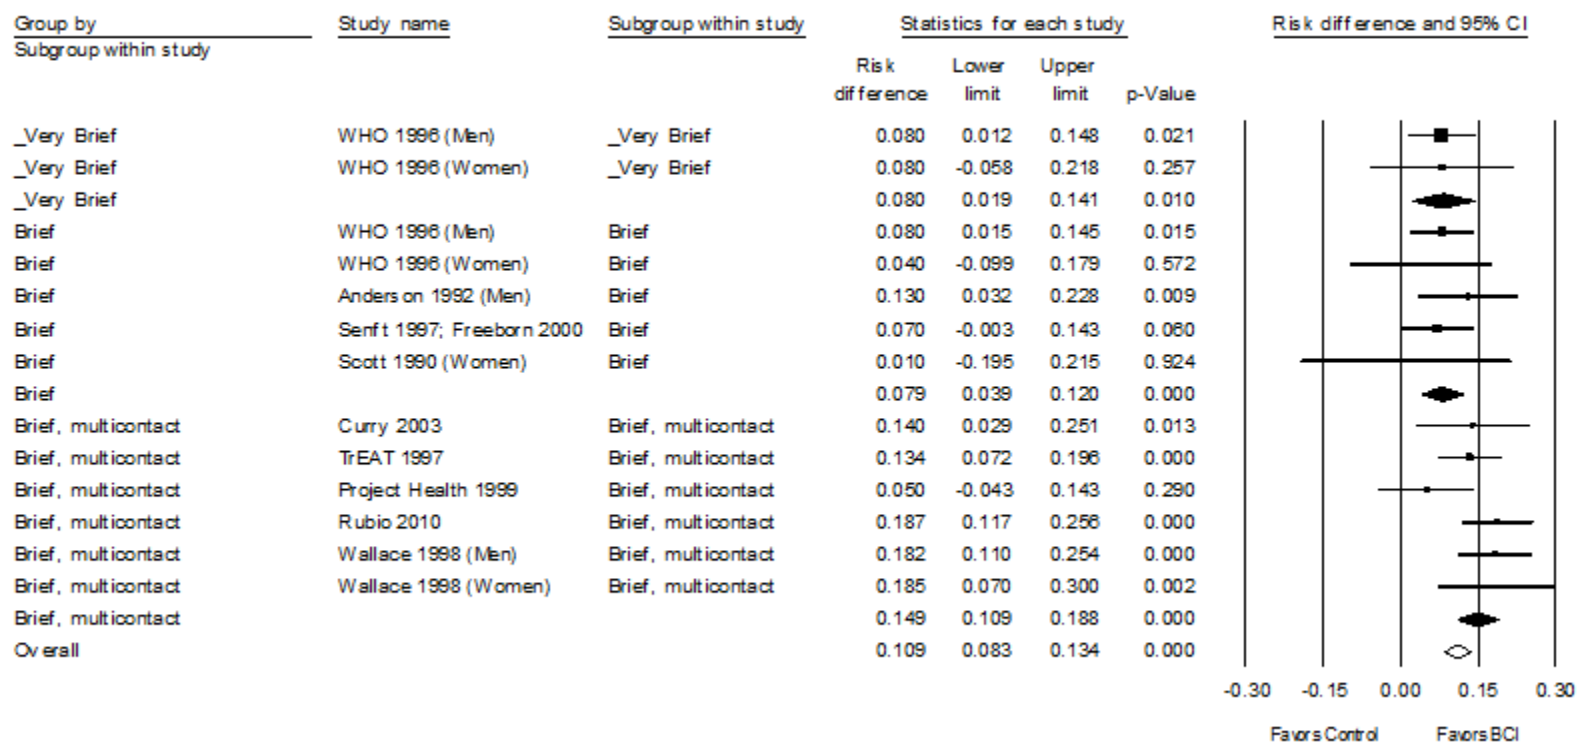 Group by Study name Subgroup within study Statistics for each study Risk difference and 95% CI
Subgroup within study
Risk Lower Upper
difference limit limit p-Value
_Very Brief WHO 1996 (Men) _Very Brief 0.080 0.012 0.148 0.021
_Very Brief WHO 1996 (Women) _Very Brief 0.080 -0.058 0.218 0.257
_Very Brief 0.080 0.019 0.141 0.010
Brief WHO 1996 (Men) Brief 0.080 0.015 0.145 0.015
Brief WHO 1996 (Women) Brief 0.040 -0.099 0.179 0.572
Brief Anderson 1992 (Men) Brief 0.130 0.032 0.228 0.009
Brief Senft 1997; Freeborn 2000 Brief 0.070 -0.003 0.143 0.060
Brief Scott 1990 (Women) Brief 0.010 -0.195 0.215 0.924
Brief 0.079 0.039 0.120 0.000
Brief, multicontact Curry 2003 Brief, multicontact 0.140 0.029 0.251 0.013
Brief, multicontact TrEAT 1997 Brief, multicontact 0.134 0.072 0.196 0.000
Brief, multicontact Project Health 1999 Brief, multicontact 0.050 -0.043 0.143 0.290
Brief, multicontact Rubio 2010 Brief, multicontact 0.187 0.117 0.256 0.000
Brief, multicontact Wallace 1998 (Men) Brief, multicontact 0.182 0.110 0.254 0.000
Brief, multicontact Wallace 1998 (Women) Brief, multicontact 0.185 0.070 0.300 0.002
Brief, multicontact 0.149 0.109 0.188 0.000
Overall 0.109 0.083 0.134 0.000
-0.30 -0.15 0.00 0.15 0.30
Favors Control Favors BCI